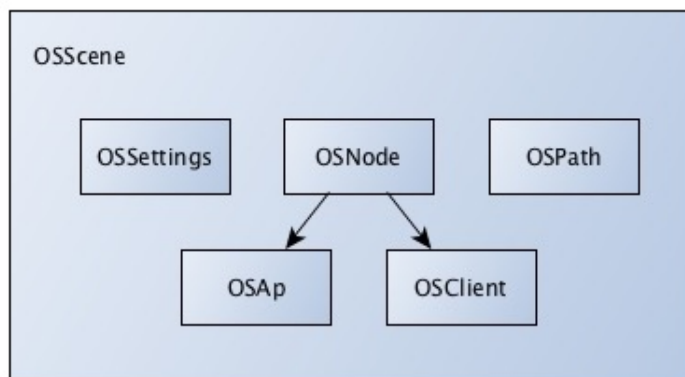 OSScene
OSSettings
OSNode
OSPath
OSAp
OSClient